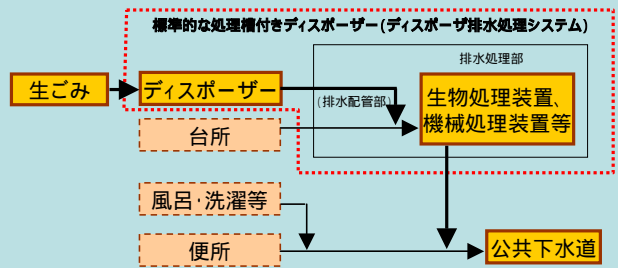 標準的な処理槽付きディスポーザー(ディスポーザ排水処理システム)
排水処理部
生ごみ
ディスポーザー
(排水配管部)
生物処理装置、
機械処理装置等
台所
風呂・洗濯等
便所
公共下水道